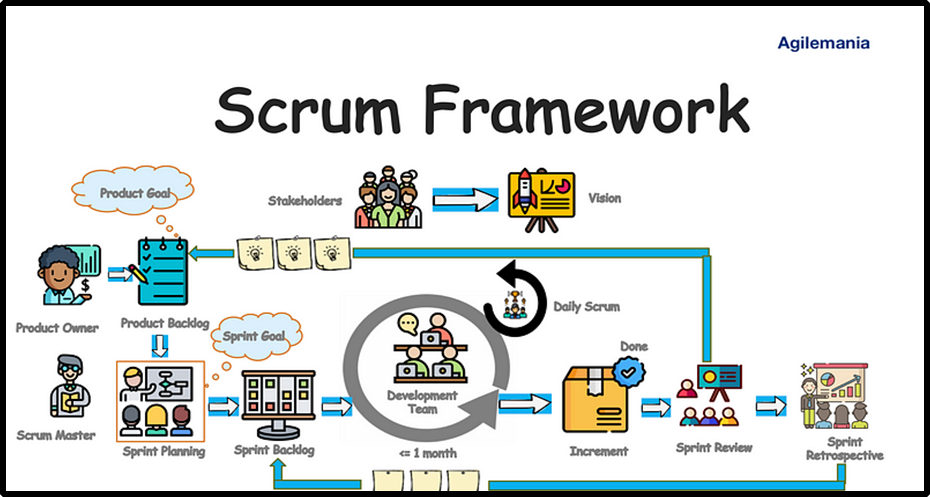 Agilemania
Scrum Framework
Product Goal
Stakeholders
Vision
$
Daily Scrum
Product Owner
Product Backlog
Sprint Goal
Done
Development
Team
Scrum Master
Sprint Planning
Sprint Backlog
<= 1 month
Increment
Sprint Review
Sprint
Retrospective